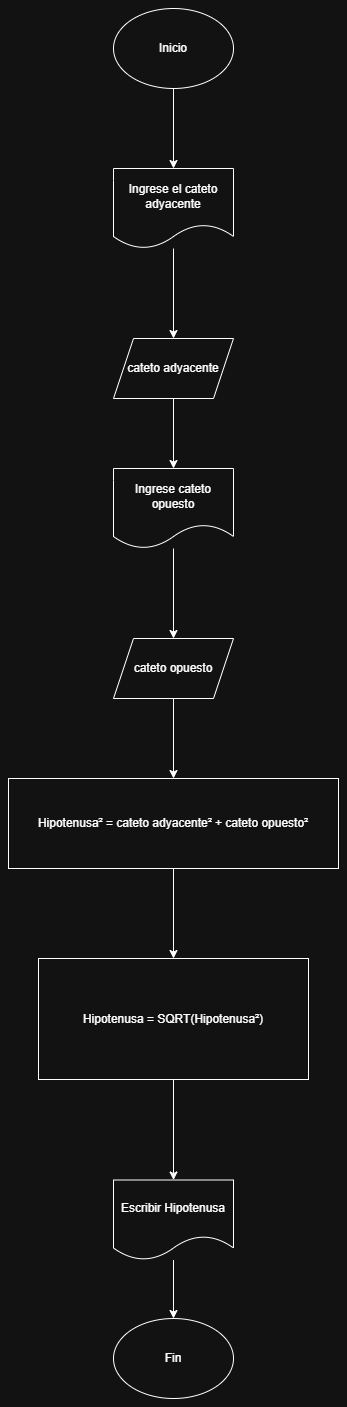 Inicio
Ingrese el cateto
adyacente
cateto adyacente
Ingrese cateto
opuesto
cateto opuesto
Hipotenusa² = cateto adyacente² + cateto opuesto²
Hipotenusa = SQRT(Hipotenusa²)
Escribir Hipotenusa
Fin